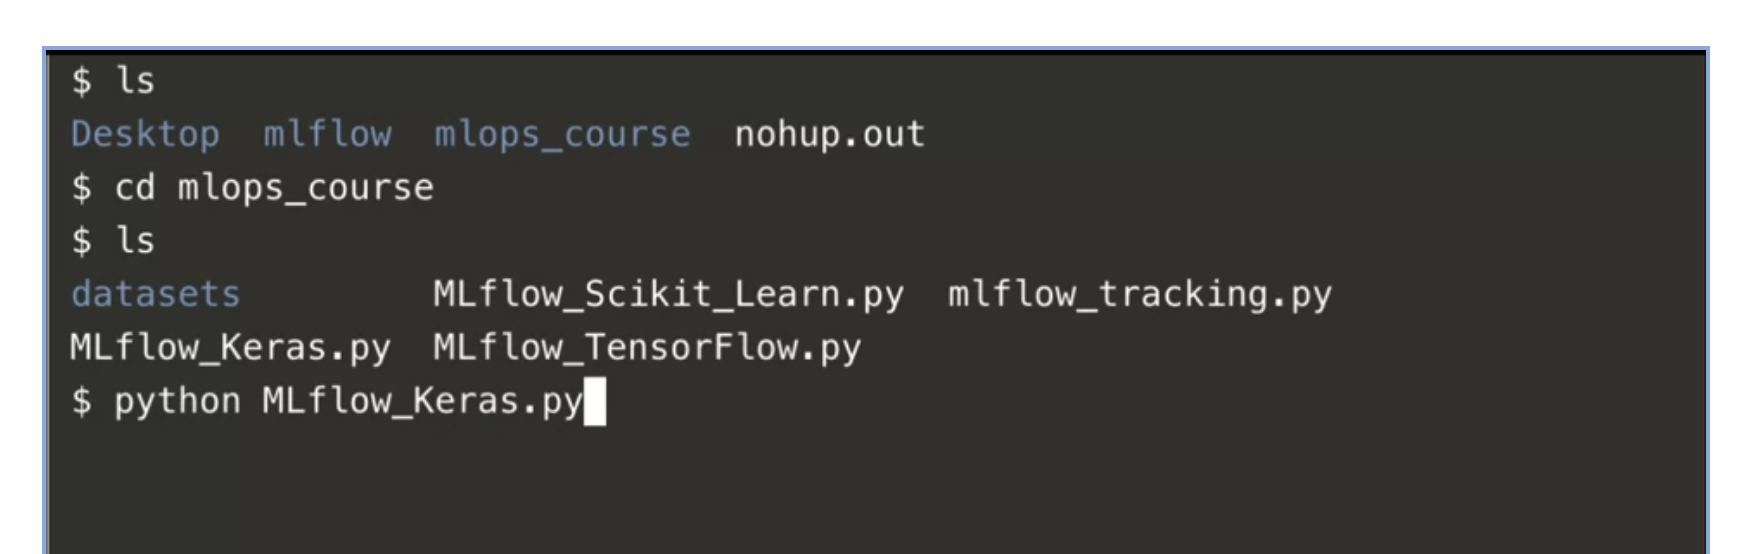 $ ls
Desktop  mlflow  mlops_course  nohup.out
$ cd mlops_course
$ ls
datasets         MLflow_Scikit_Learn.py  mlflow_tracking.py
MLflow_Keras.py  MLflow_TensorFlow.py
$ python MLflow_Keras.py